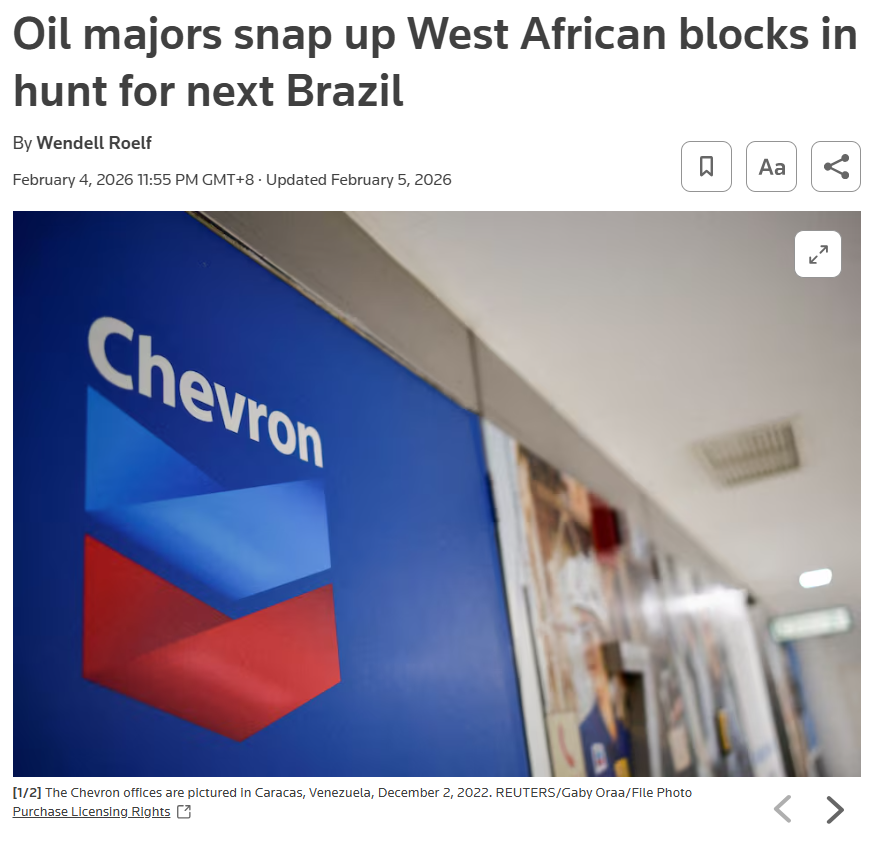 Oil majors snap up West African blocks in
hunt for next Brazil
By Wendell Roelf
February 4, 2026 11:55 PM GMT+8 · Updated February 5, 2026
Aa
Chevron
[1/2] The Chevron offices are pictured in Caracas, Venezuela, December 2, 2022. REUTERS/Gaby Oraa/File Photo
Purchase Licensing Rights